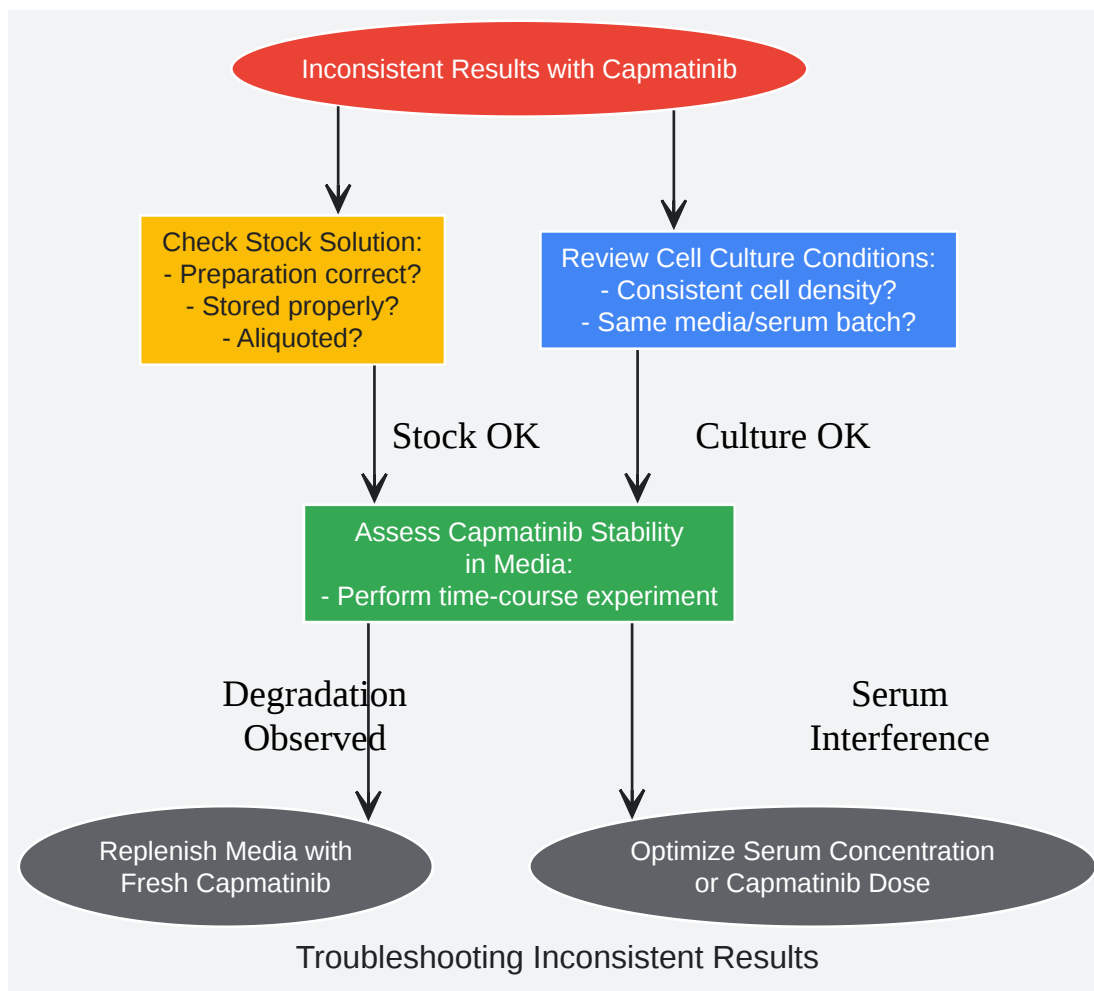 Inconsistent Results with Capmatinib
Check Stock Solution:
- Preparation correct?
- Stored properly?
- Aliquoted?
Review Cell Culture Conditions:
- Consistent cell density?
- Same media/serum batch?
Stock OK
Culture OK
Assess Capmatinib Stability
in Media:
- Perform time-course experiment
Degradation
Observed
Serum
Interference
Replenish Media with
Fresh Capmatinib
Optimize Serum Concentration
or Capmatinib Dose
Troubleshooting Inconsistent Results